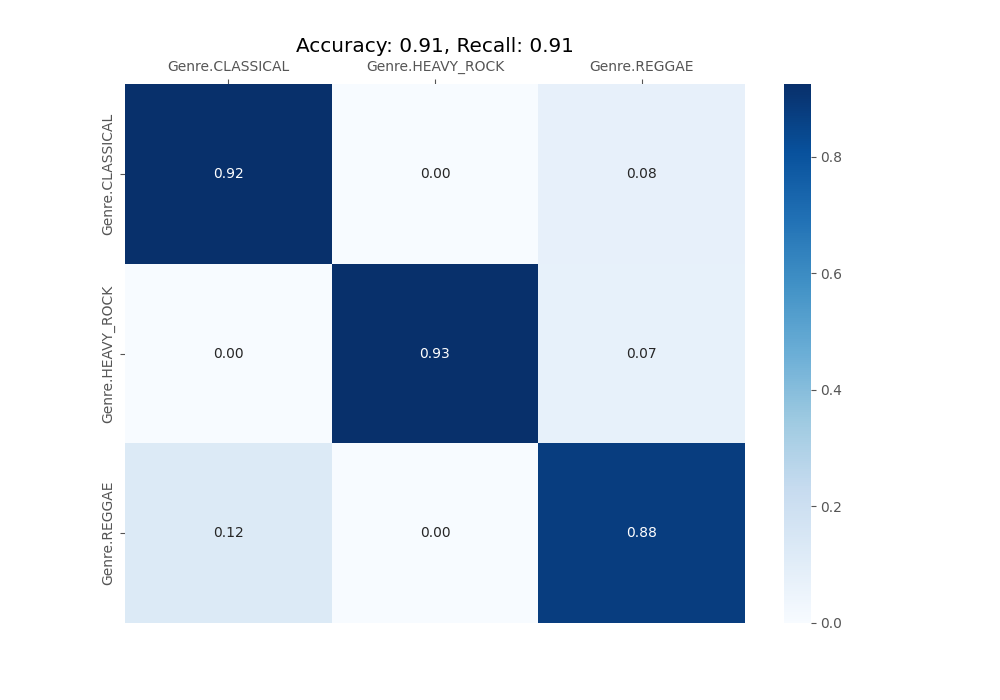 Accuracy: 0.91, Recall: 0.91
Genre.CLASSICAL Genre.HEAVY_ROCK Genre.REGGAE
Genre.CLASSICAL
0.92 0.00 0.08
Genre.HEAVY_ROCK
0.00 0.93 0.07
Genre.REGGAE
0.12 0.00 0.88
0.8
0.6
0.4
0.2
0.0